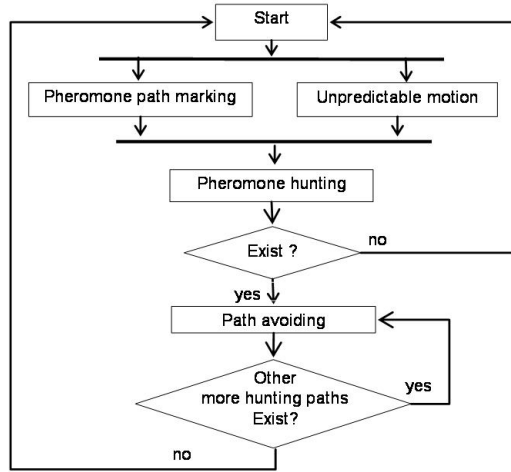 Start
Pheromone path marking
Unpredictable motion
Pheromone hunting
Exist ?
no
yes
Path avoiding
Other
more hunting paths
Exist?
yes
no